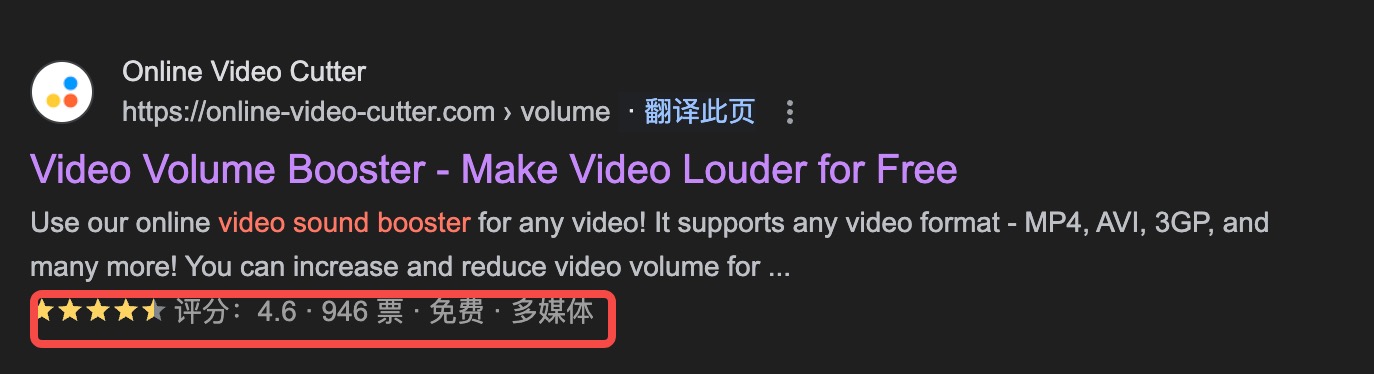 Online Video Cutter
https://online-video-cutter.com › volume · 翻译此页
Video Volume Booster - Make Video Louder for Free
Use our online video sound booster for any video! It supports any video format - MP4, AVI, 3GP, and
many more! You can increase and reduce video volume for ...
评分：4.6 · 946 票 · 免费 · 多媒体